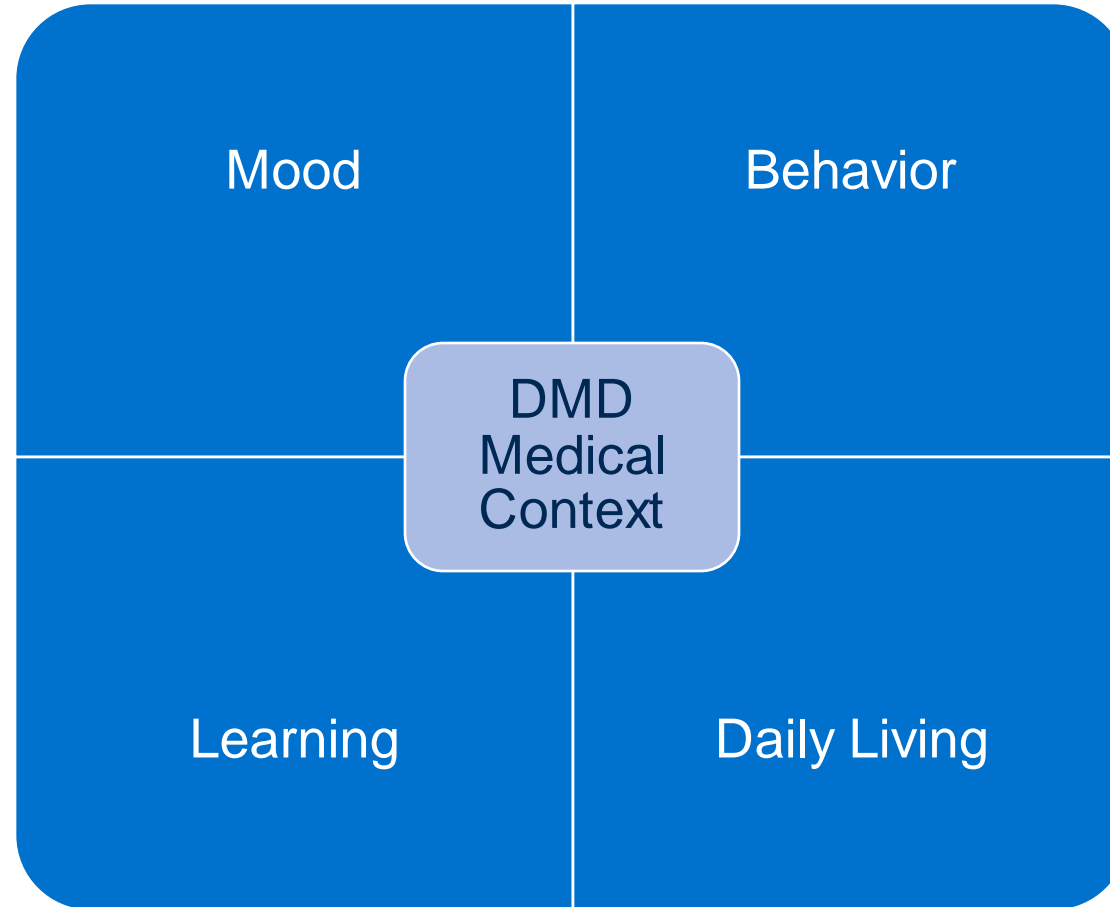 Mood
Behavior
DMD
Medical
Context
Learning
Daily Living